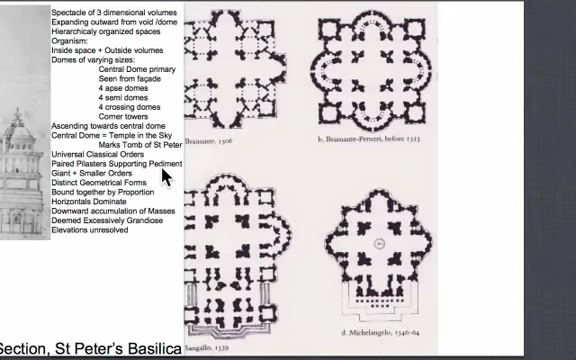 Spectacle of 3 dimensional volumes
Expanding outward from void /dome
Hierarchicaly organized spaces
Organism:
Inside space + Outside volumes
Domes of varying sizes:
Central Dome primary
Seen from façade
4 apse domes
4 semi domes
4 crossing domes
Corner towers
Ascending towards central dome
Central Dome = Temple in the Sky
Marks Tomb of St Peter
Universal Classical Orders
Paired Pilasters Supporting Pediment
Giant + Smaller Orders
Distinct Geometrical Forms
Bound together by Proportion
Horizontals Dominate
Downward accumulation of Masses
Deemed Excessively Grandiose
Elevations unresolved
Bramante, 1506
b. Bramante-Peruzzi, before 1513
Sangallo, 1539
d. Michelangelo, 1546-64
Section, St Peter's Basilica